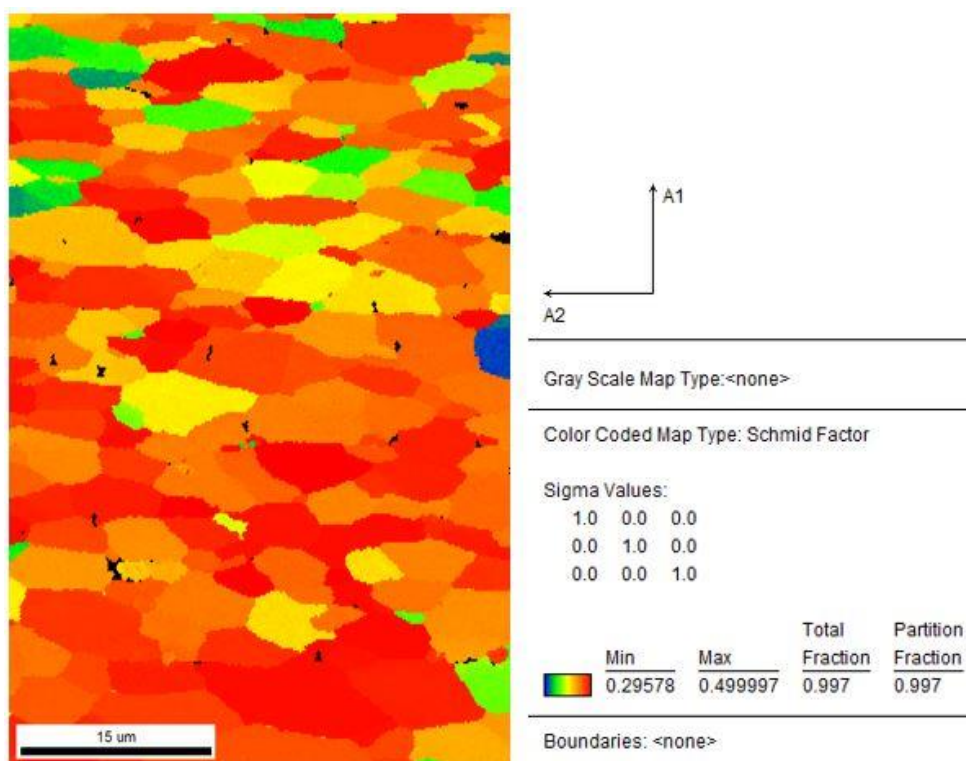 A1
A2
Gray Scale Map Type:<none>
Color Coded Map Type: Schmid Factor
Sigma Values:
1.0 0.0 0.0
0.0 1.0 0.0
0.0 0.0 1.0
Total Partition
Min Max Fraction Fraction
0.29578 0.499997 0.997 0.997
Boundaries: <none>
15 um